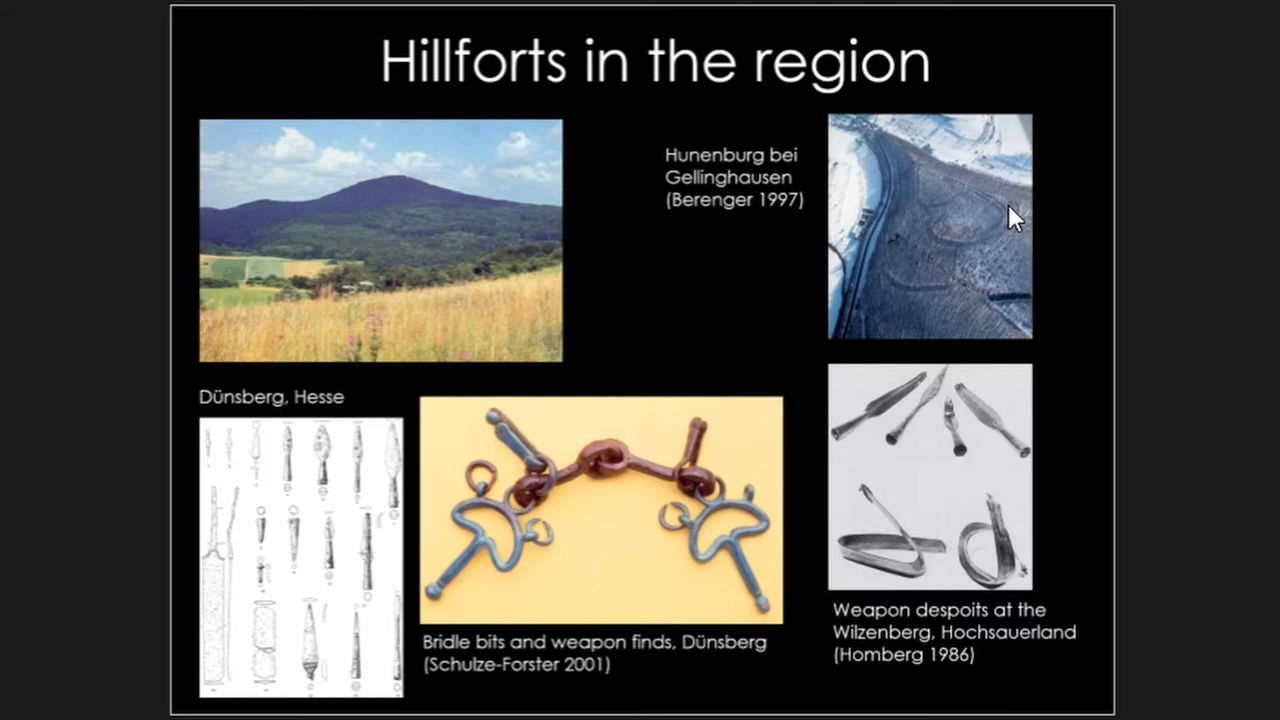 Hillforts in the region
Hunenburg bei
Gellinghausen
(Berenger 1997)
Dünsberg, Hesse
Bridle bits and weapon finds, Dünsberg
(Schulze-Forster 2001)
Weapon despoits at the
Wilzenberg, Hochsauerland
(Homberg 1986)